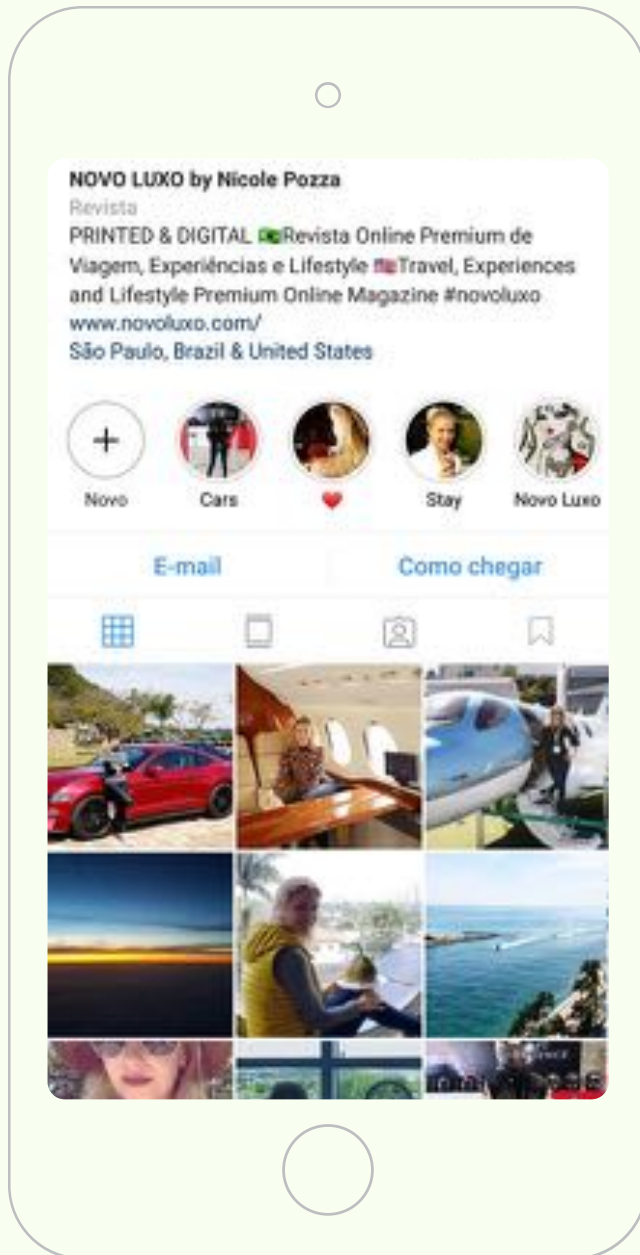 NOVO LUXO by Nicole Pozza
Revista
PRINTED & DIGITAL 🇧🇷Revista Online Premium de
Viagem, Experiências e Lifestyle 🇺🇸Travel, Experiences
and Lifestyle Premium Online Magazine #novoluxo
www.novoluxo.com/
São Paulo, Brazil & United States
Novo Cars ❤️ Stay Novo Luxo
E-mail Como chegar